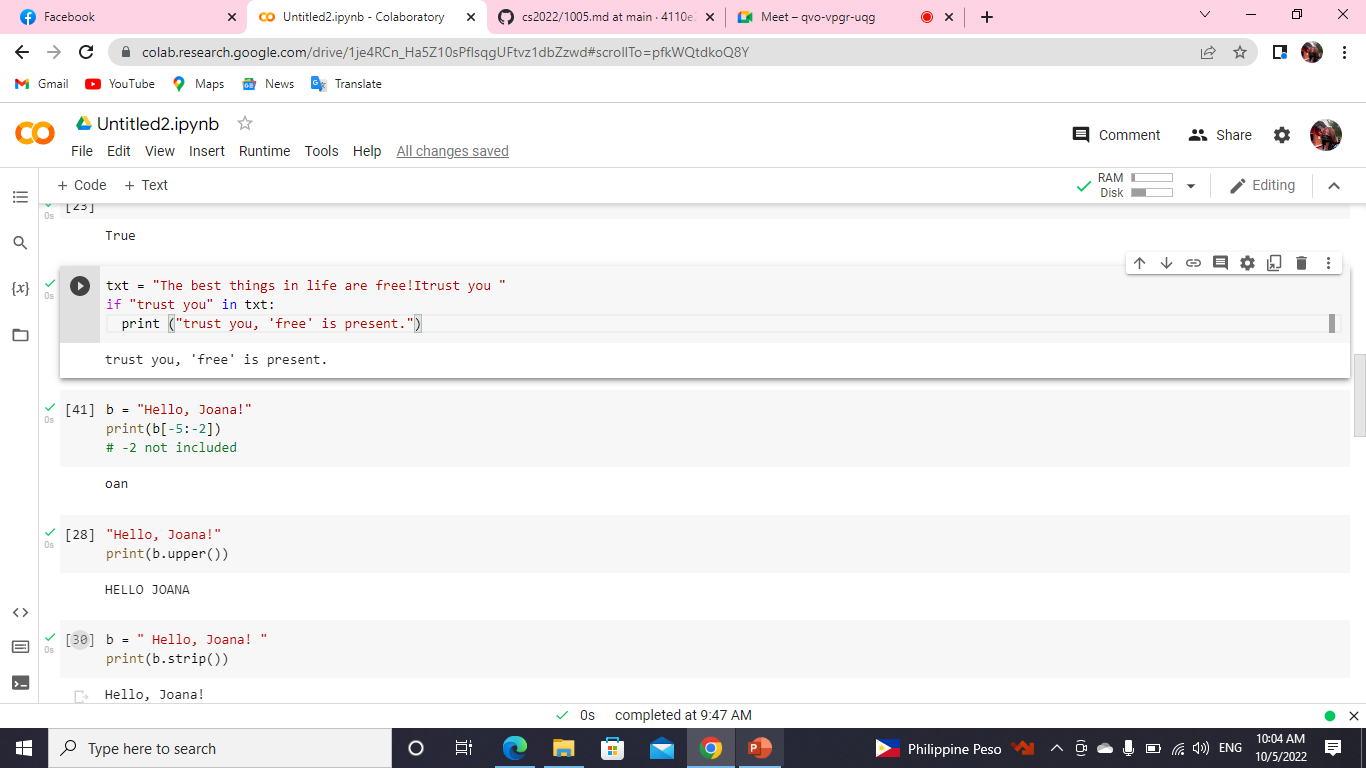 Facebook
Untitled2.ipynb - Colaboratory
cs2022/1005.md at main · 4110e
Meet – qvo-vpgr-uqg
colab.research.google.com/drive/1je4RCn_Ha5Z10sPfIsqgUFtvz1dbZzwd#scrollTo=pfkWQtdkoQ8Y
Gmail
YouTube
Maps
News
Translate
Untitled2.ipynb
Comment
Share
File Edit View Insert Runtime Tools Help All changes saved
+ Code + Text
RAM
Disk
Editing
[23]
0s
True
txt = "The best things in life are free!Itrust you "
0s
if "trust you" in txt:
print ("trust you, 'free' is present.")
trust you, 'free' is present.
[41] b = "Hello, Joana!"
0s
print(b[-5:-2])
# -2 not included
oan
[28] "Hello, Joana!"
0s
print(b.upper())
HELLO JOANA
[30] b = " Hello, Joana! "
0s
print(b.strip())
Hello, Joana!
{x}
0s completed at 9:47 AM
Type here to search
Philippine Peso
ENG
10:04 AM
10/5/2022